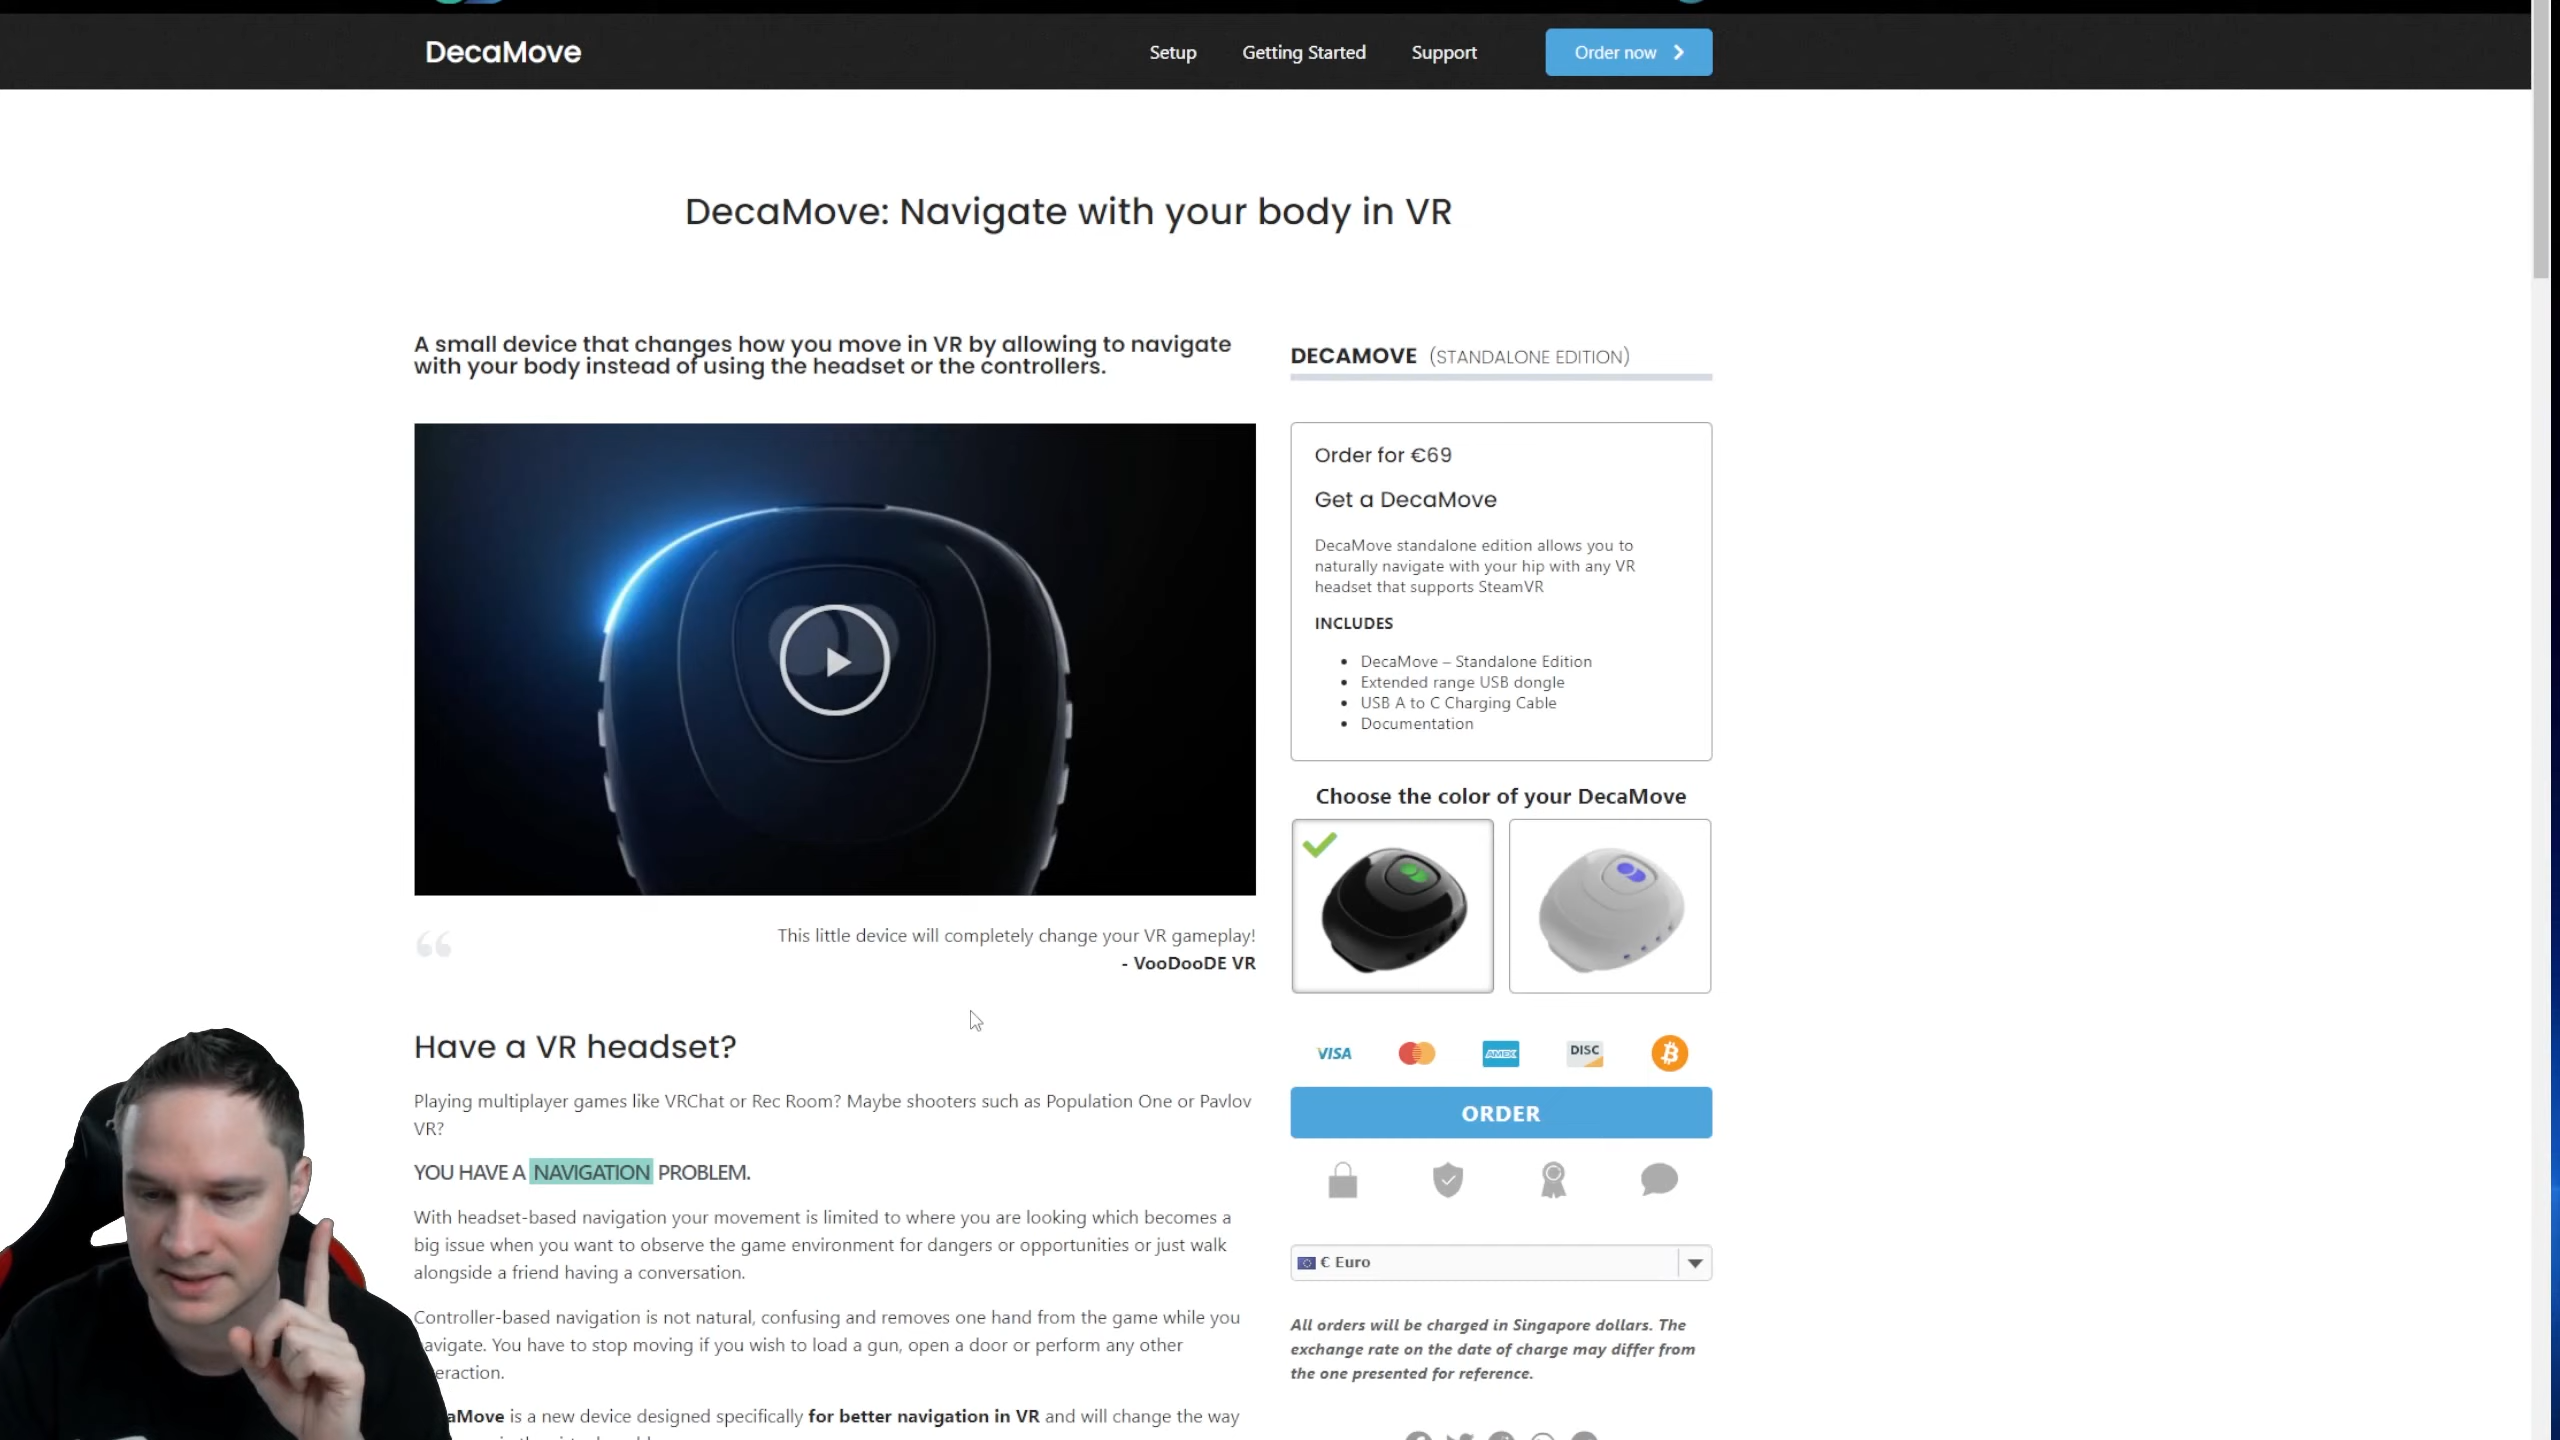 DecaMove
Setup
Getting Started
Support
Order now
DecaMove: Navigate with your body in VR
A small device that changes how you move in VR by allowing to navigate
with your body instead of using the headset or the controllers.
This little device will completely change your VR gameplay!
- VooDooDE VR
Have a VR headset?
Playing multiplayer games like VRChat or Rec Room? Maybe shooters such as Population One or Pavlov
VR?
YOU HAVE A NAVIGATION PROBLEM.
With headset-based navigation your movement is limited to where you are looking which becomes a
big issue when you want to observe the game environment for dangers or opportunities or just walk
alongside a friend having a conversation.
Controller-based navigation is not natural, confusing and removes one hand from the game while you
avigate. You have to stop moving if you wish to load a gun, open a door or perform any other
eraction.
aMove is a new device designed specifically for better navigation in VR and will change the way
DECAMOVE (STANDALONE EDITION)
Order for €69
Get a DecaMove
DecaMove standalone edition allows you to
naturally navigate with your hip with any VR
headset that supports SteamVR
INCLUDES
• DecaMove – Standalone Edition
• Extended range USB dongle
• USB A to C Charging Cable
• Documentation
Choose the color of your DecaMove
VISA
AMEX
DISC
ORDER
€ Euro
All orders will be charged in Singapore dollars. The
exchange rate on the date of charge may differ from
the one presented for reference.